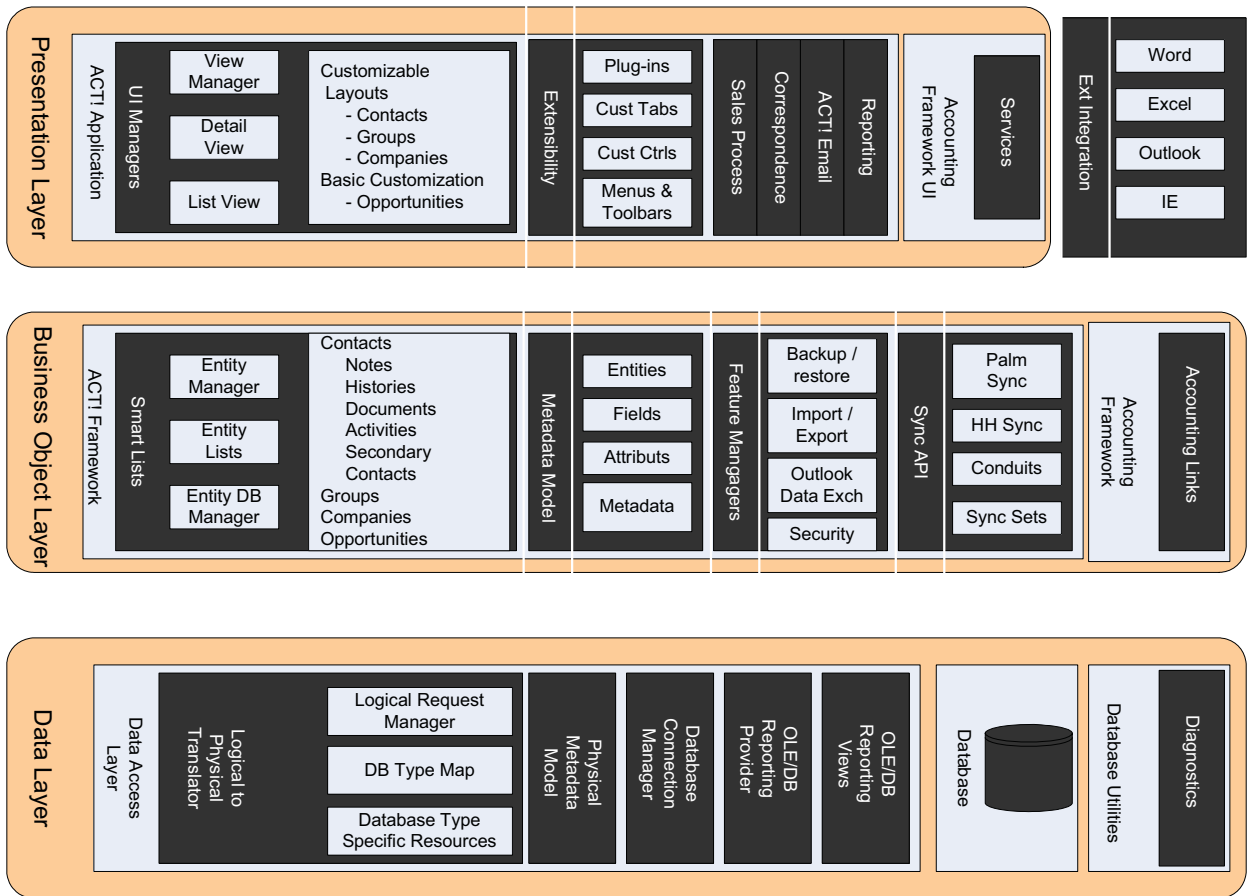 Presentation Layer
ACT! Application
UI Managers
View
Manager
Detail
View
List View
Customizable
Layouts
- Contacts
- Groups
- Companies
Basic Customization
- Opportunities
Extensibility
Plug-ins
Cust Tabs
Cust Ctrls
Menus &
Toolbars
Sales Process
Correspondence
ACT! Email
Reporting
Accounting
Framework UI
Services
Ext Integration
Word
Excel
Outlook
IE
Business Object Layer
ACT! Framework
Smart Lists
Entity
Manager
Entity
Lists
Entity DB
Manager
Contacts
Notes
Histories
Documents
Activities
Secondary
Contacts
Groups
Companies
Opportunities
Metadata Model
Entities
Fields
Attributs
Metadata
Feature Mangagers
Backup /
restore
Import /
Export
Outlook
Data Exch
Security
Sync API
Palm
Sync
HH Sync
Conduits
Sync Sets
Accounting
Framework
Accounting Links
Data Layer
Data Access
Layer
Logical to
Physical
Translator
Logical Request
Manager
DB Type Map
Database Type
Specific Resources
Physical
Metadata
Model
Database
Connection
Manager
OLE/DB
Reporting
Provider
OLE/DB
Reporting
Views
Database
Database Utilities
Diagnostics